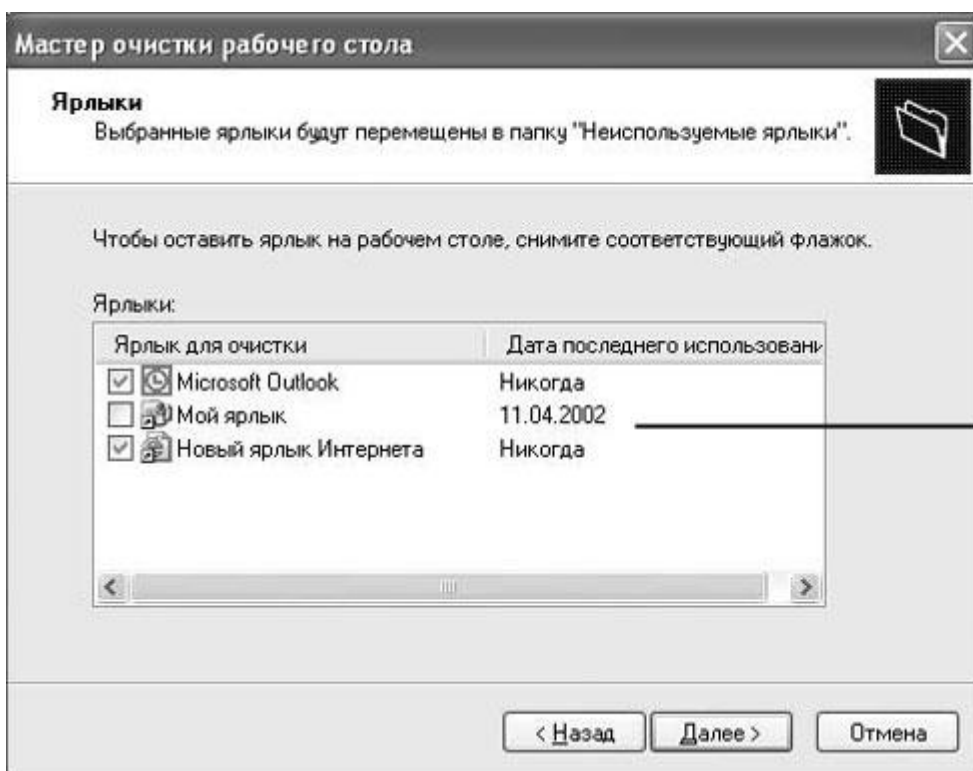 Мастер очистки рабочего стола
Ярлыки
Выбранные ярлыки будут перемещены в папку "Неиспользуемые ярлыки".
Чтобы оставить ярлык на рабочем столе, снимите соответствующий флажок.
Ярлыки:
Ярлык для очистки Дата последнего использовани
Microsoft Outlook Никогда
Мой ярлык 11.04.2002
Новый ярлык Интернета Никогда
< Назад Далее > Отмена